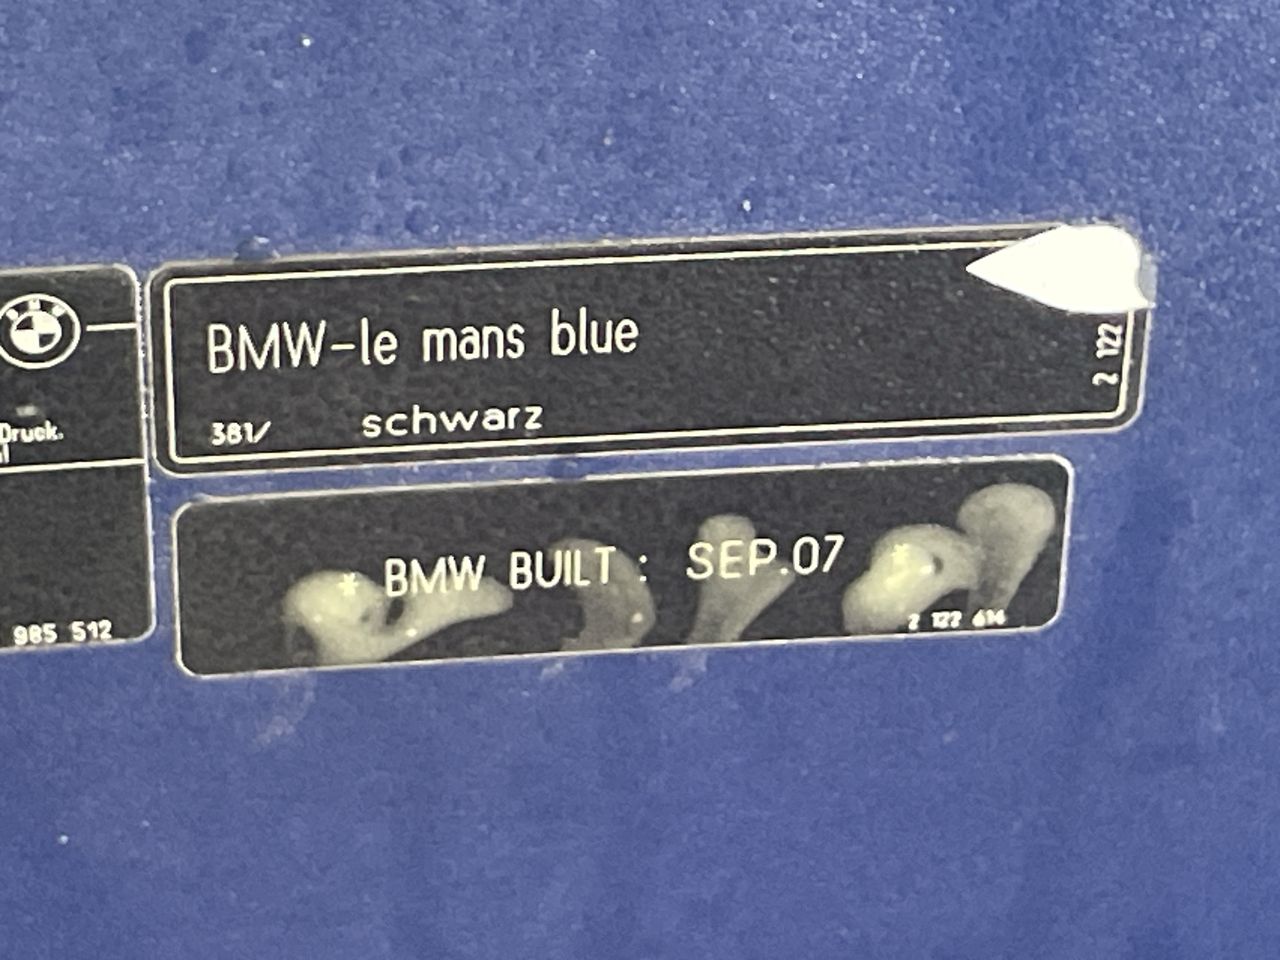 BMW-le mans blue
381/ schwarz
2 122
Druck.
985 512
* BMW BUILT : SEP.07 *
2 122 614